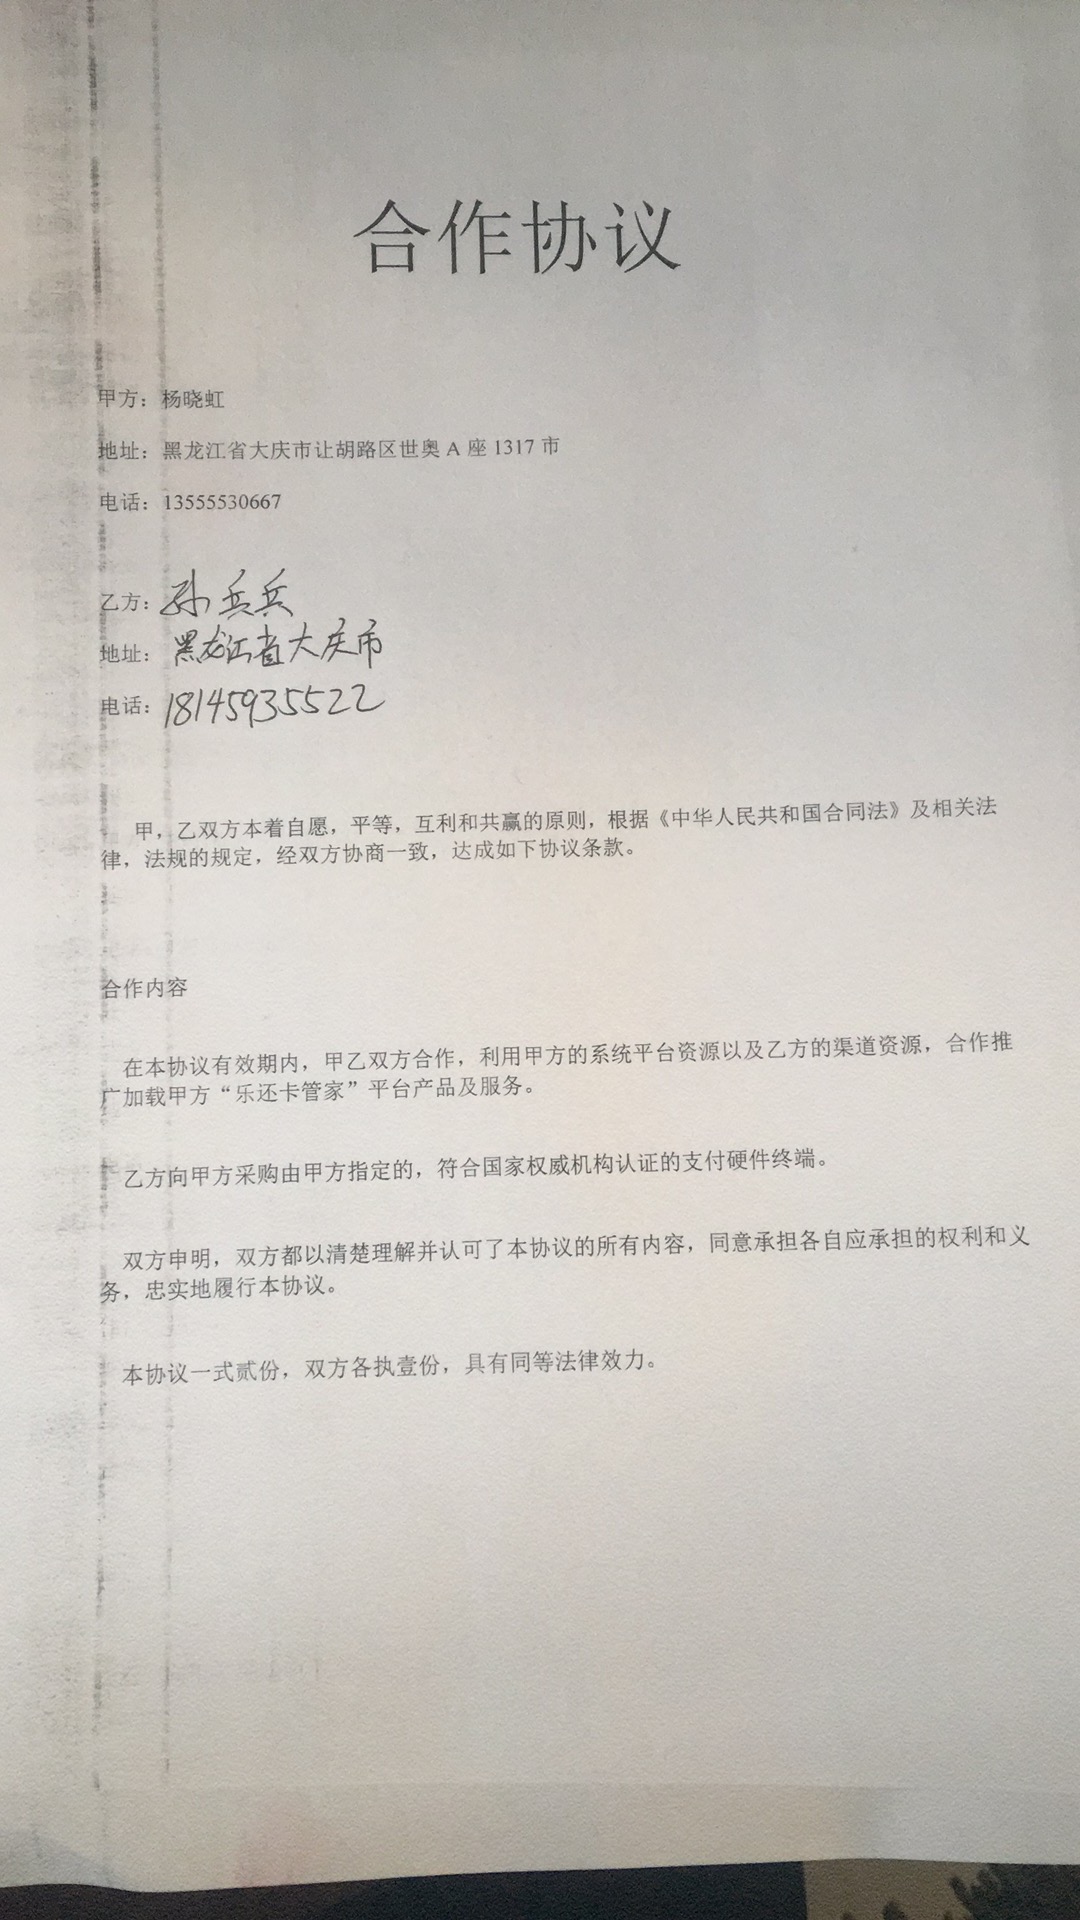 合作协议
甲方：杨晓虹
地址：黑龙江省大庆市让胡路区世奥 A 座 1317 市
电话：13555530667
乙方：孙兵兵
地址：黑龙江省大庆市
电话：18145935522
甲，乙双方本着自愿，平等，互利和共赢的原则，根据《中华人民共和国合同法》及相关法
律，法规的规定，经双方协商一致，达成如下协议条款。
合作内容
在本协议有效期内，甲乙双方合作，利用甲方的系统平台资源以及乙方的渠道资源，合作推
广加载甲方“乐还卡管家”平台产品及服务。
乙方向甲方采购由甲方指定的，符合国家权威机构认证的支付硬件终端。
双方申明，双方都以清楚理解并认可了本协议的所有内容，同意承担各自应承担的权利和义
务，忠实地履行本协议。
本协议一式贰份，双方各执壹份，具有同等法律效力。